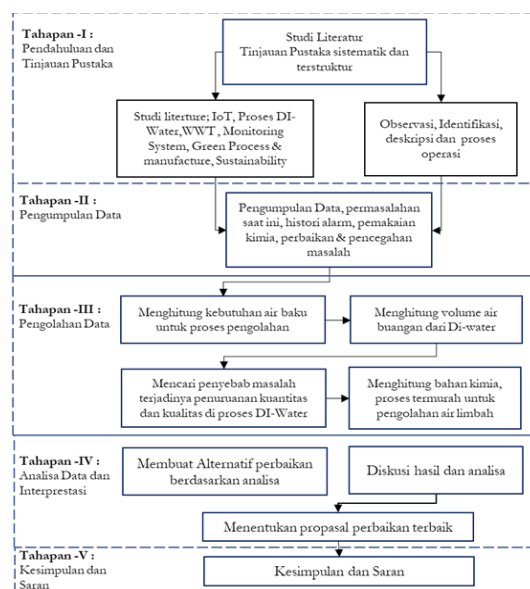 Tahapan -I :
Pendahuluan dan
Tinjauan Pustaka
Studi Literatur
Tinjauan Pustaka sistematik dan
terstruktur
Studi literture; IoT, Proses DI-
Water,WWT , Monitoring
System, Green Process &
manufacture, Sustainability
Observasi, Identifikasi,
deskripsi dan proses
operasi
Tahapan -II :
Pengumpulan Data
Pengumpulan Data, permasalahan
saat ini, histori alarm, pemakaian
kimia, perbaikan & pencegahan
masalah
Tahapan -III :
Pengolahan Data
Menghitung kebutuhan air baku
untuk proses pengolahan
Menghitung volume air
buangan dari Di-water
Mencari penyebab masalah
terjadinya penuruanan kuantitas
dan kualitas di proses DI-Water
Menghitung bahan kimia,
proses termurah untuk
pengolahan air limbah
Tahapan -IV :
Analisa Data dan
Interprestasi
Membuat Alternatif perbaikan
berdasarkan analisa
Diskusi hasil dan analisa
Menentukan propasal perbaikan terbaik
Tahapan -V :
Kesimpulan dan
Saran
Kesimpulan dan Saran